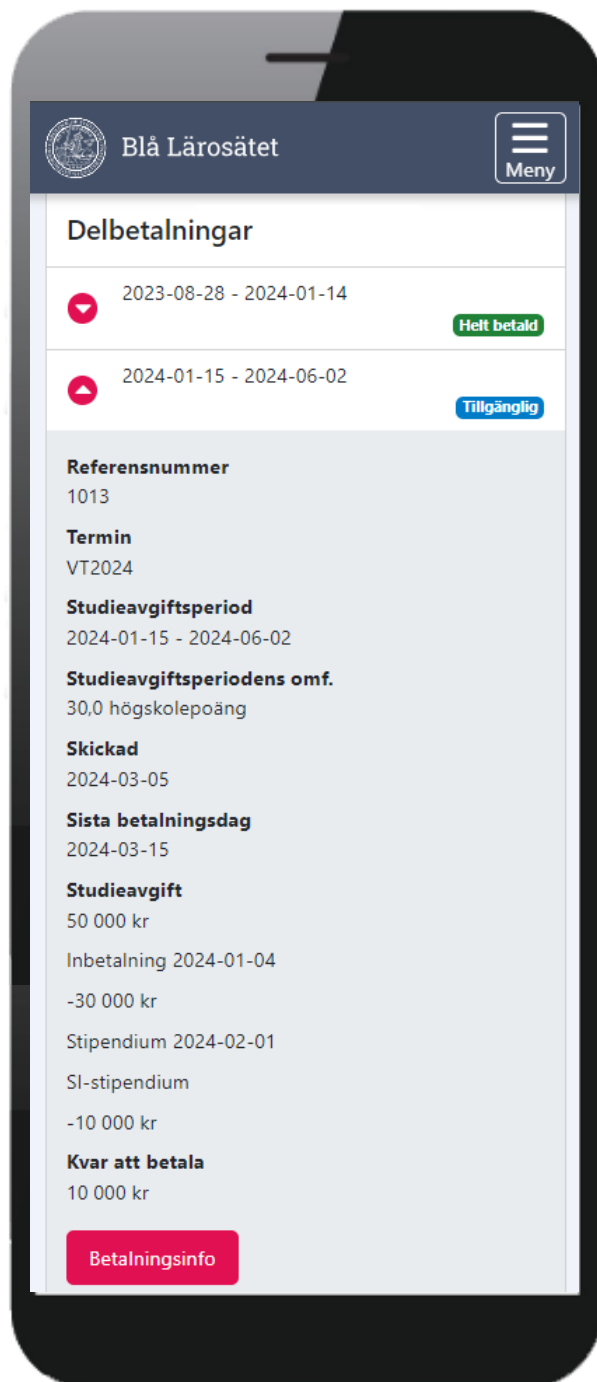 Blå Lärosätet
Meny
Delbetalningar
2023-08-28 - 2024-01-14
Helt betald
2024-01-15 - 2024-06-02
Tillgänglig
Referensnummer
1013
Termin
VT2024
Studieavgiftsperiod
2024-01-15 - 2024-06-02
Studieavgiftsperiodens omf.
30,0 högskolepoäng
Skickad
2024-03-05
Sista betalningsdag
2024-03-15
Studieavgift
50 000 kr
Inbetalning 2024-01-04
-30 000 kr
Stipendium 2024-02-01
SI-stipendium
-10 000 kr
Kvar att betala
10 000 kr
Betalningsinfo